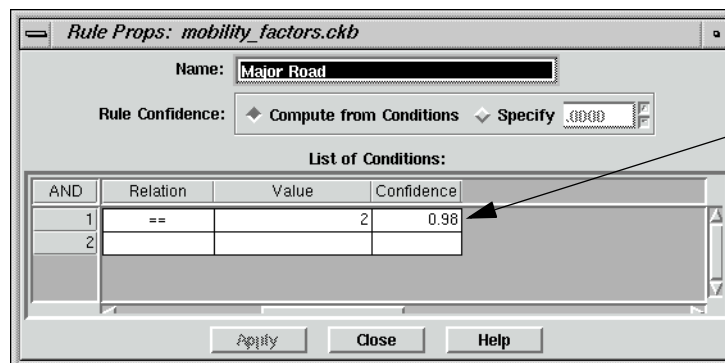 Rule Props: mobility_factors.ckb
Name: Major Road
Rule Confidence: Compute from Conditions Specify .0000
List of Conditions:
AND Relation Value Confidence
1 == 2 0.98
2
Apply Close Help